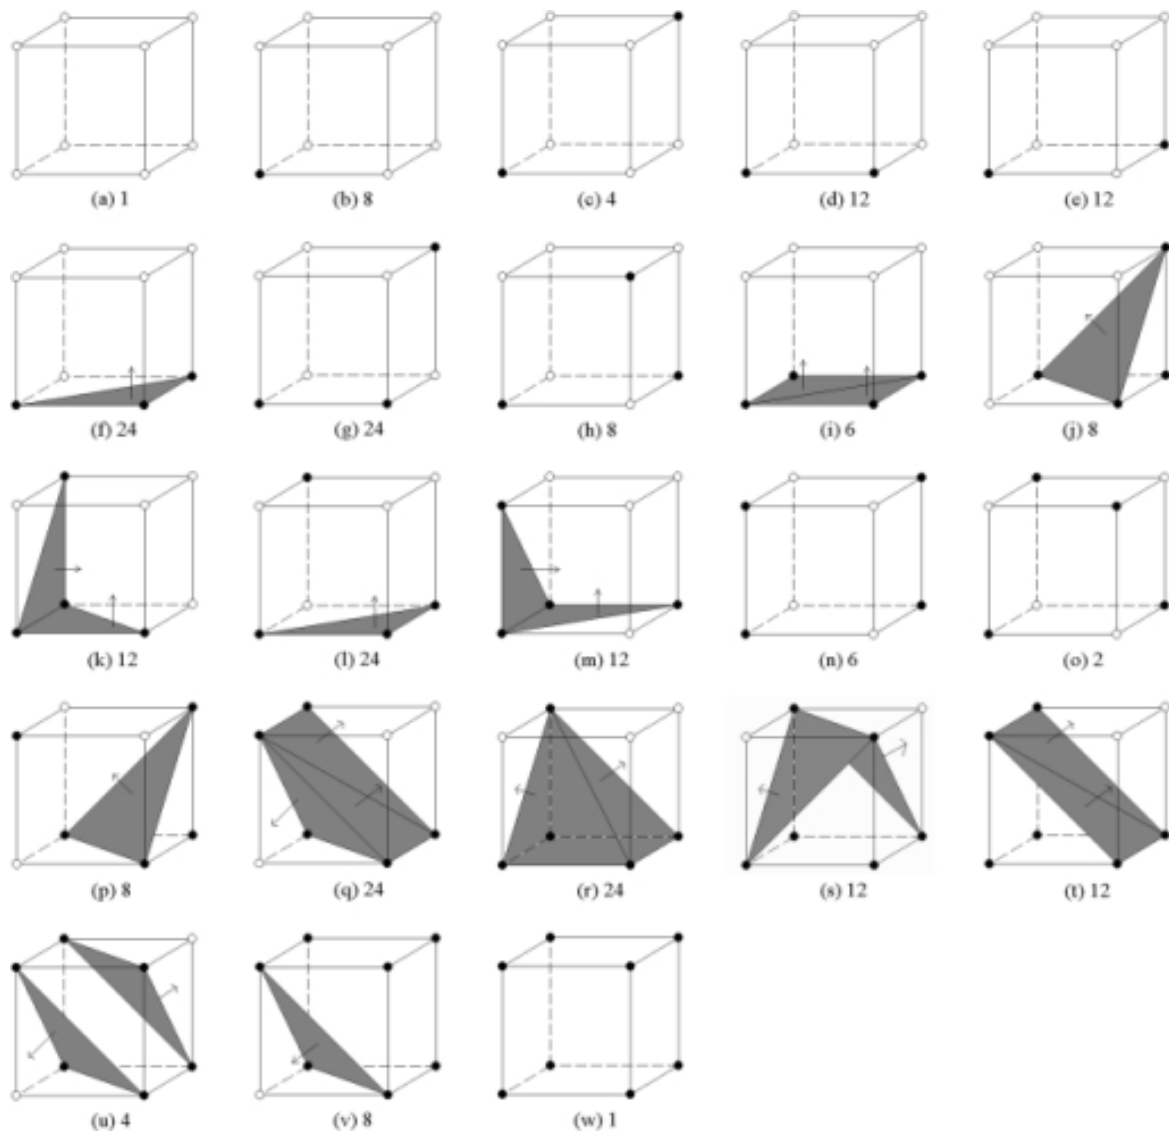 (a) 1 (b) 8 (c) 4 (d) 12 (e) 12
(f) 24 (g) 24 (h) 8 (i) 6 (j) 8
(k) 12 (l) 24 (m) 12 (n) 6 (o) 2
(p) 8 (q) 24 (r) 24 (s) 12 (t) 12
(u) 4 (v) 8 (w) 1